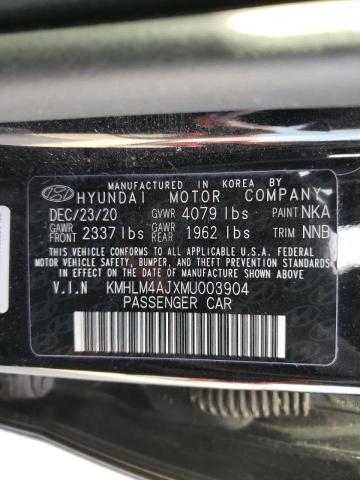 MANUFACTURED IN KOREA BY
HYUNDAI MOTOR COMPANY
DEC/23/20 GVWR 4079 lbs PAINT NKA
GAWR FRONT 2337 lbs GAWR REAR 1962 lbs TRIM NNB
THIS VEHICLE CONFORMS TO ALL APPLICABLE U.S.A. FEDERAL
MOTOR VEHICLE SAFETY, BUMPER, AND THEFT PREVENTION STANDARDS
IN EFFECT ON THE DATE OF MANUFACTURE SHOWN ABOVE.
V.I.N KMHLM4AJXMU003904
PASSENGER CAR